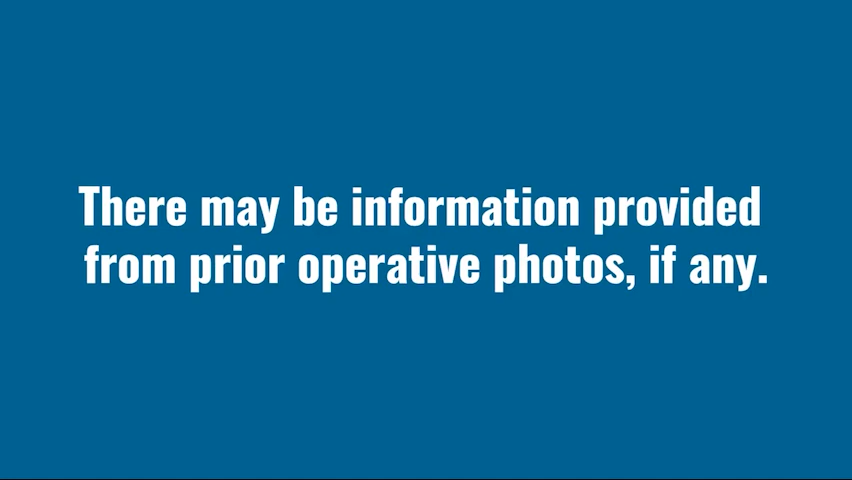 There may be information provided
from prior operative photos, if any.